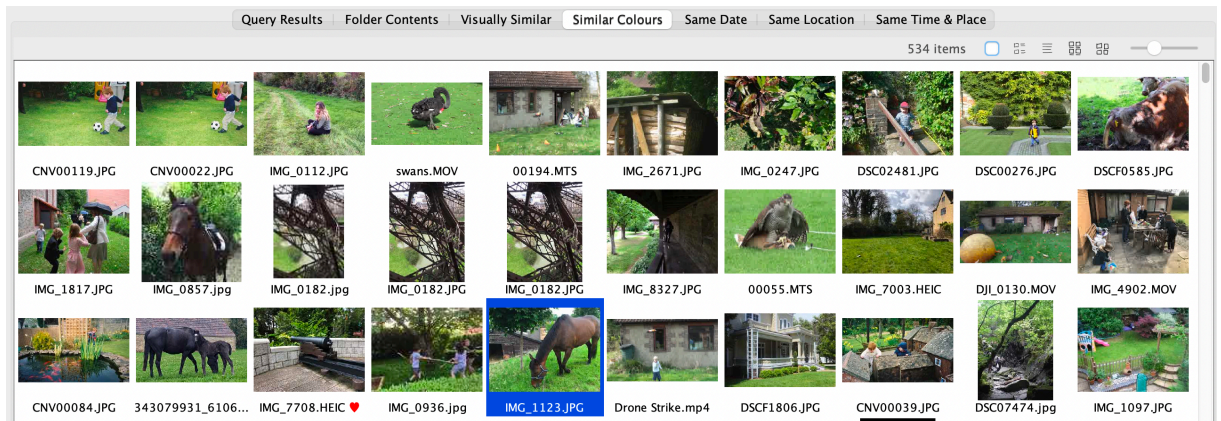 Query Results Folder Contents Visually Similar Similar Colours Same Date Same Location Same Time & Place
534 items
CNV00119.JPG CNV00022.JPG IMG_0112.JPG swans.MOV 00194.MTS IMG_2671.JPG IMG_0247.JPG DSC02481.JPG DSC00276.JPG DSCF0585.JPG
IMG_1817.JPG IMG_0857.jpg IMG_0182.jpg IMG_0182.JPG IMG_0182.JPG IMG_8327.JPG 00055.MTS IMG_7003.HEIC DJI_0130.MOV IMG_4902.MOV
CNV00084.JPG 343079931_6106... IMG_7708.HEIC ♥ IMG_0936.jpg IMG_1123.JPG Drone Strike.mp4 DSCF1806.JPG CNV00039.JPG DSC07474.jpg IMG_1097.JPG